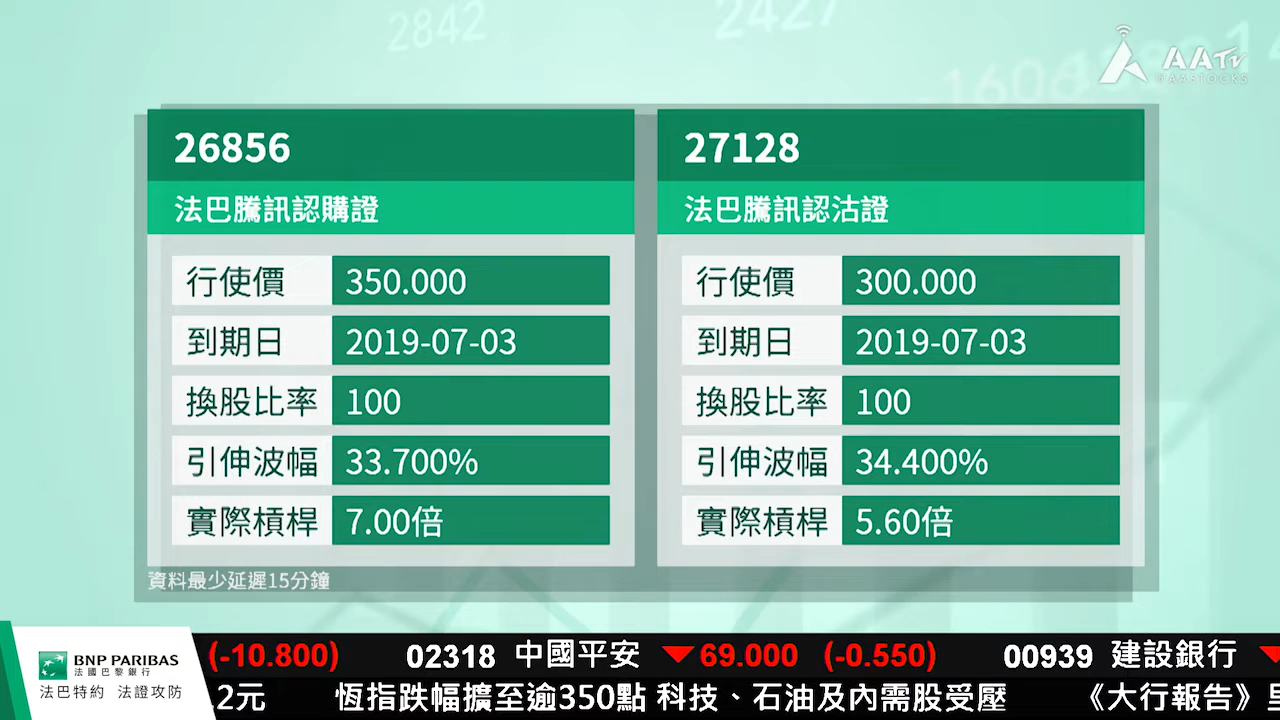 2842
2427
AATV
AASTOCKS
26856
法巴騰訊認購證
行使價 350.000
到期日 2019-07-03
換股比率 100
引伸波幅 33.700%
實際槓桿 7.00倍
27128
法巴騰訊認沽證
行使價 300.000
到期日 2019-07-03
換股比率 100
引伸波幅 34.400%
實際槓桿 5.60倍
資料最少延遲15分鐘
BNP PARIBAS
法國巴黎銀行
法巴特約 法證攻防
(-10.800) 02318 中國平安 ▼69.000 (-0.550) 00939 建設銀行 ▼
.2元 恆指跌幅擴至逾350點 科技、石油及內需股受壓 《大行報告》